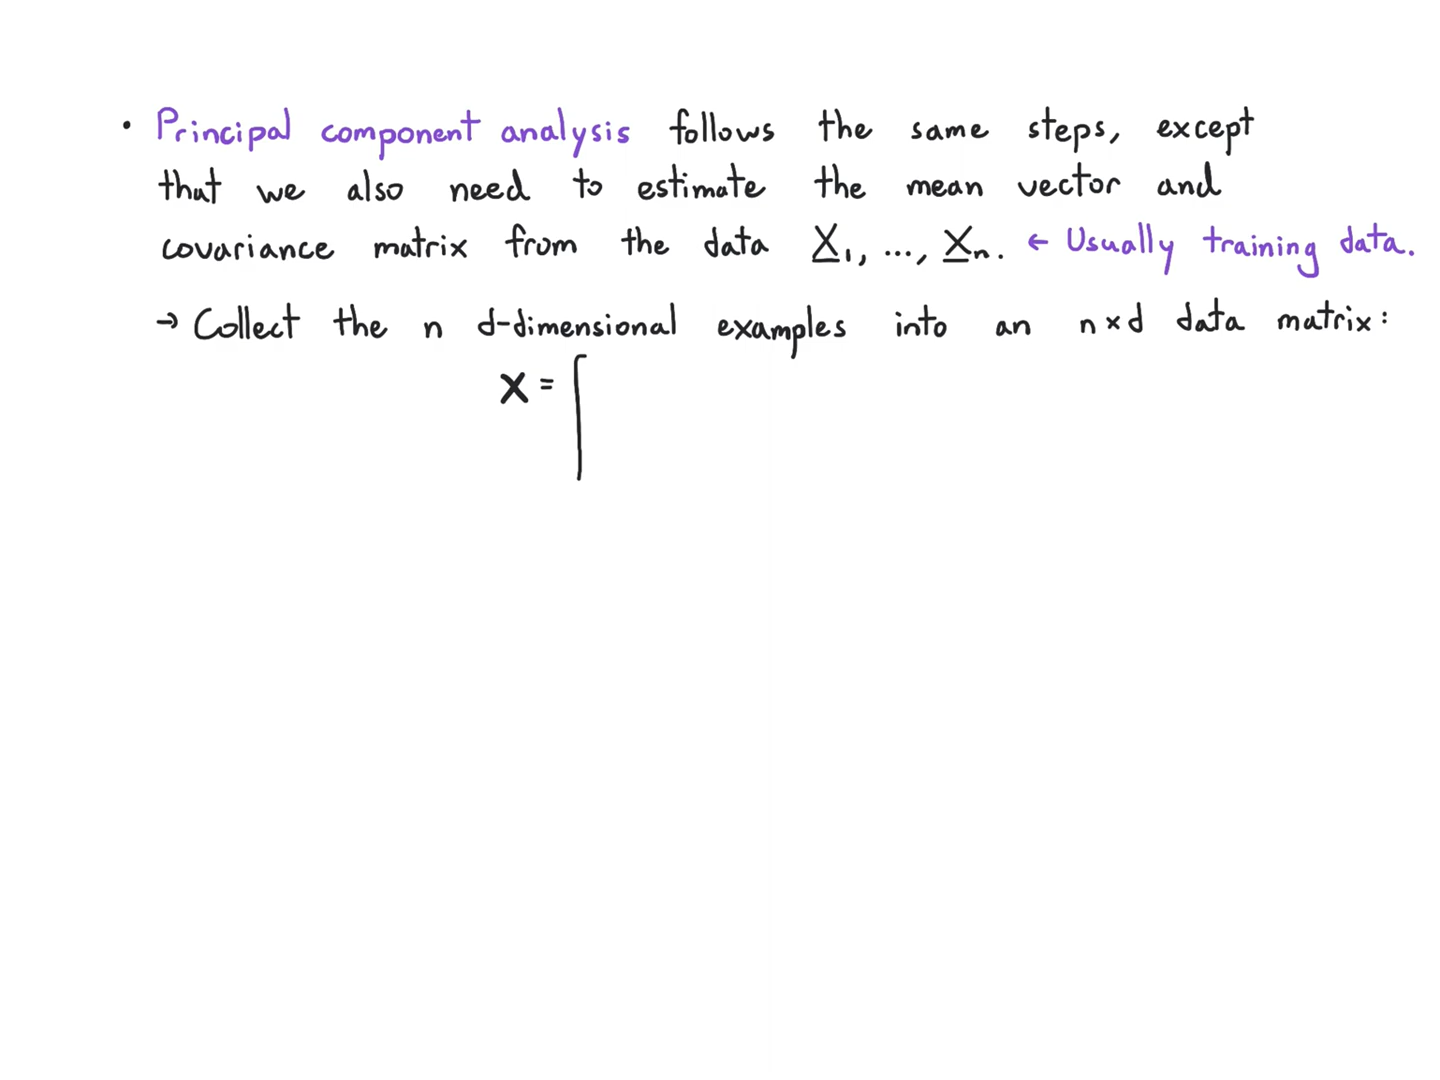 • Principal component analysis follows the same steps, except
that we also need to estimate the mean vector and
covariance matrix from the data X₁, ..., Xₙ. ← Usually training data.
→ Collect the n d-dimensional examples into an n×d data matrix:
X = [